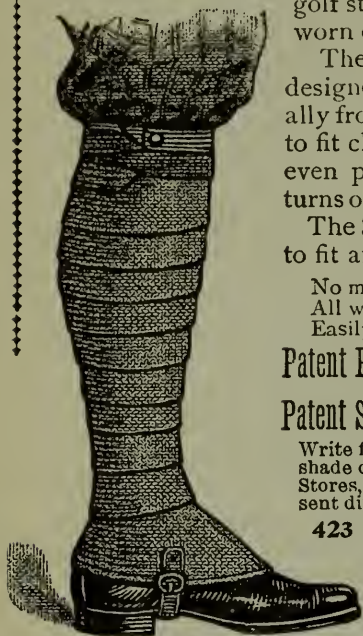 golf st
worn
The
designe
ally fro
to fit c
even p
turns o
The
to fit a
No m
All w
Easil
Patent
Patent S
Write f
shade o
Stores,
sent di
423